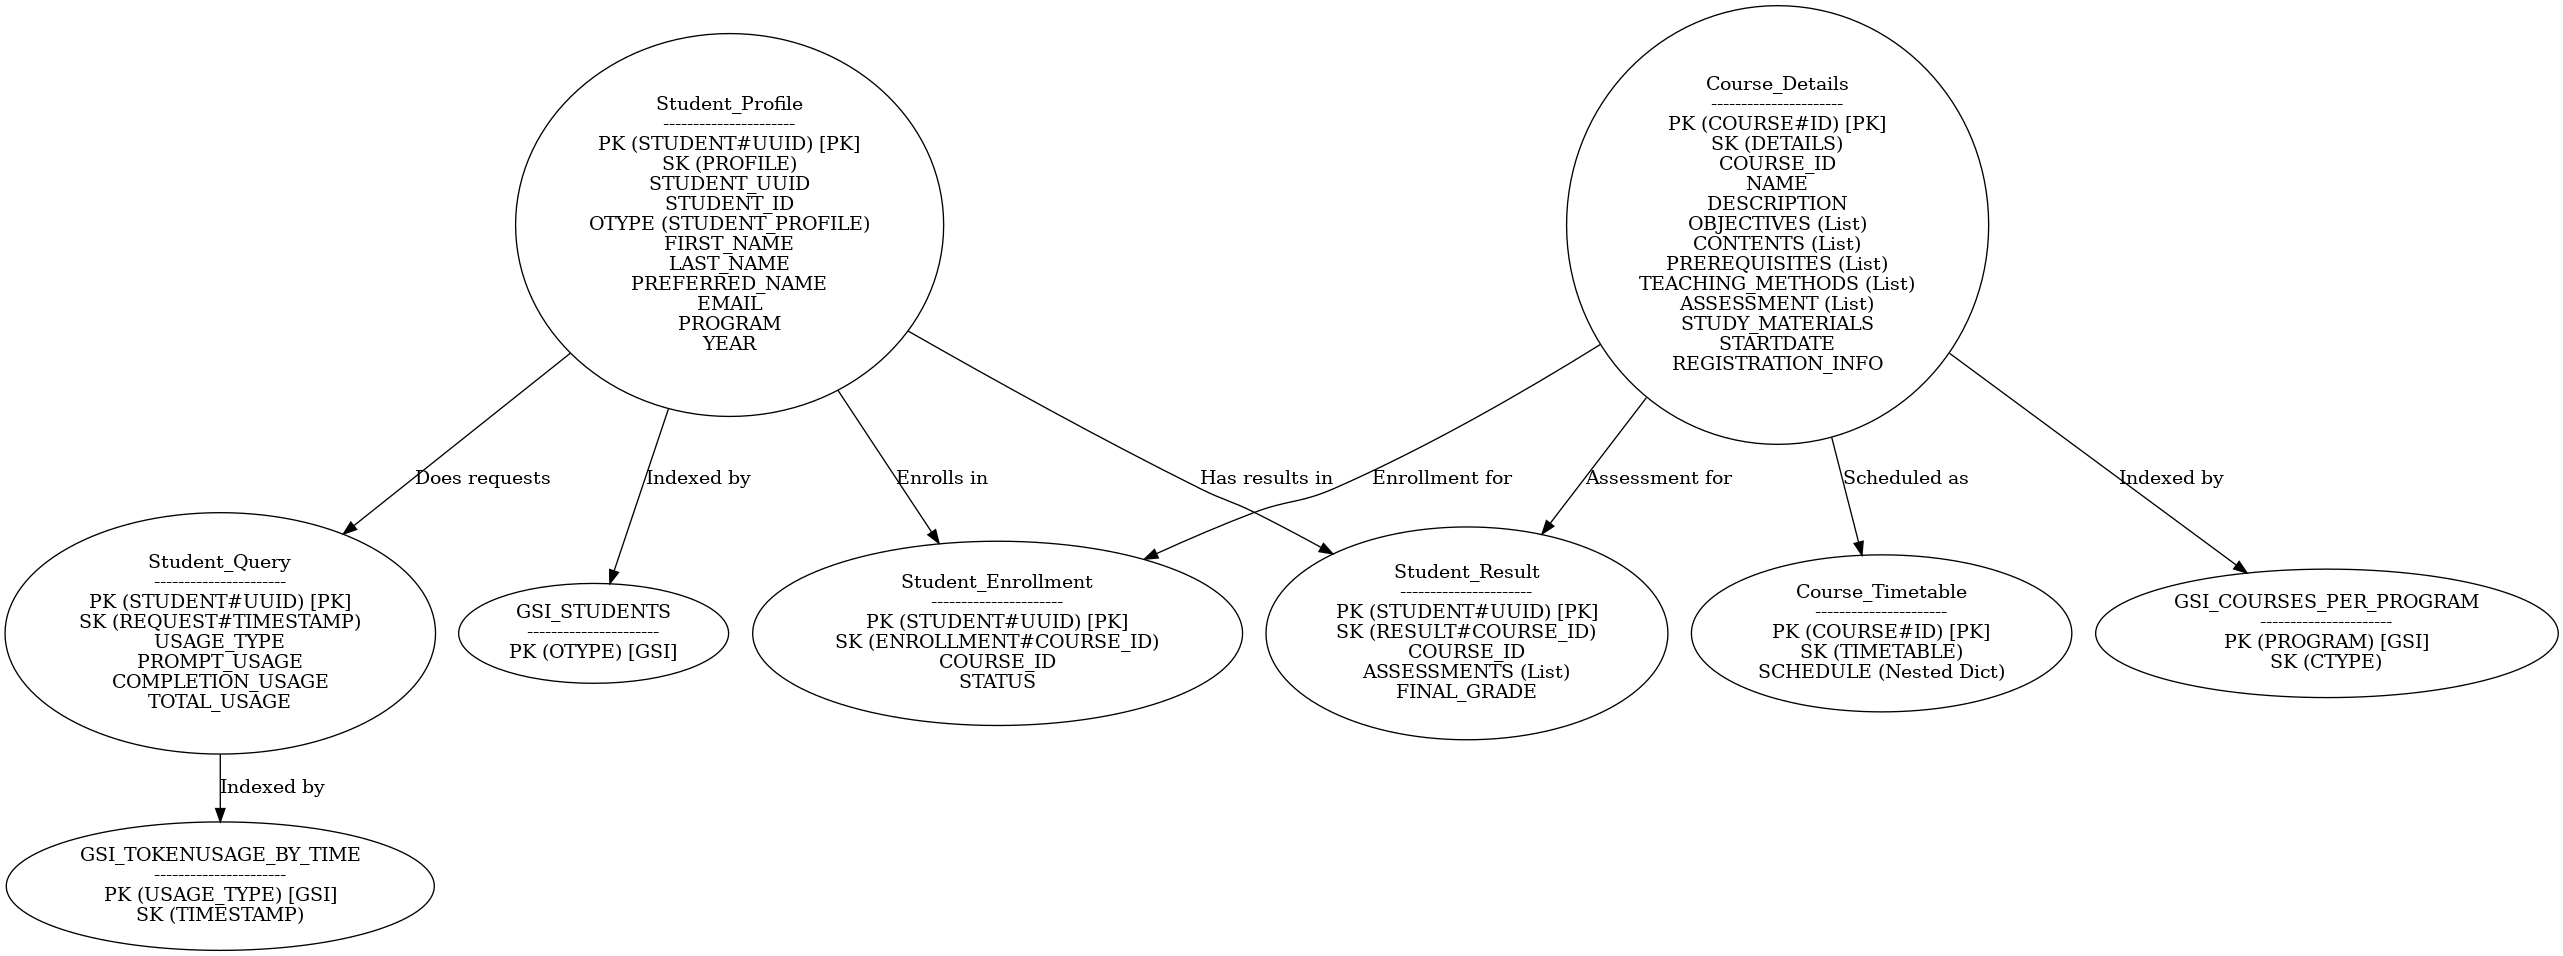 Student_Profile
----------------------
PK (STUDENT#UUID) [PK]
SK (PROFILE)
STUDENT_UUID
STUDENT_ID
OTYPE (STUDENT_PROFILE)
FIRST_NAME
LAST_NAME
PREFERRED_NAME
EMAIL
PROGRAM
YEAR
Course_Details
----------------------
PK (COURSE#ID) [PK]
SK (DETAILS)
COURSE_ID
NAME
DESCRIPTION
OBJECTIVES (List)
CONTENTS (List)
PREREQUISITES (List)
TEACHING_METHODS (List)
ASSESSMENT (List)
STUDY_MATERIALS
STARTDATE
REGISTRATION_INFO
Does requests
Indexed by
Enrolls in
Has results in
Enrollment for
Assessment for
Scheduled as
Indexed by
Student_Query
----------------------
PK (STUDENT#UUID) [PK]
SK (REQUEST#TIMESTAMP)
USAGE_TYPE
PROMPT_USAGE
COMPLETION_USAGE
TOTAL_USAGE
GSI_STUDENTS
----------------------
PK (OTYPE) [GSI]
Student_Enrollment
----------------------
PK (STUDENT#UUID) [PK]
SK (ENROLLMENT#COURSE_ID)
COURSE_ID
STATUS
Student_Result
----------------------
PK (STUDENT#UUID) [PK]
SK (RESULT#COURSE_ID)
COURSE_ID
ASSESSMENTS (List)
FINAL_GRADE
Course_Timetable
----------------------
PK (COURSE#ID) [PK]
SK (TIMETABLE)
SCHEDULE (Nested Dict)
GSI_COURSES_PER_PROGRAM
----------------------
PK (PROGRAM) [GSI]
SK (CTYPE)
Indexed by
GSI_TOKENUSAGE_BY_TIME
----------------------
PK (USAGE_TYPE) [GSI]
SK (TIMESTAMP)